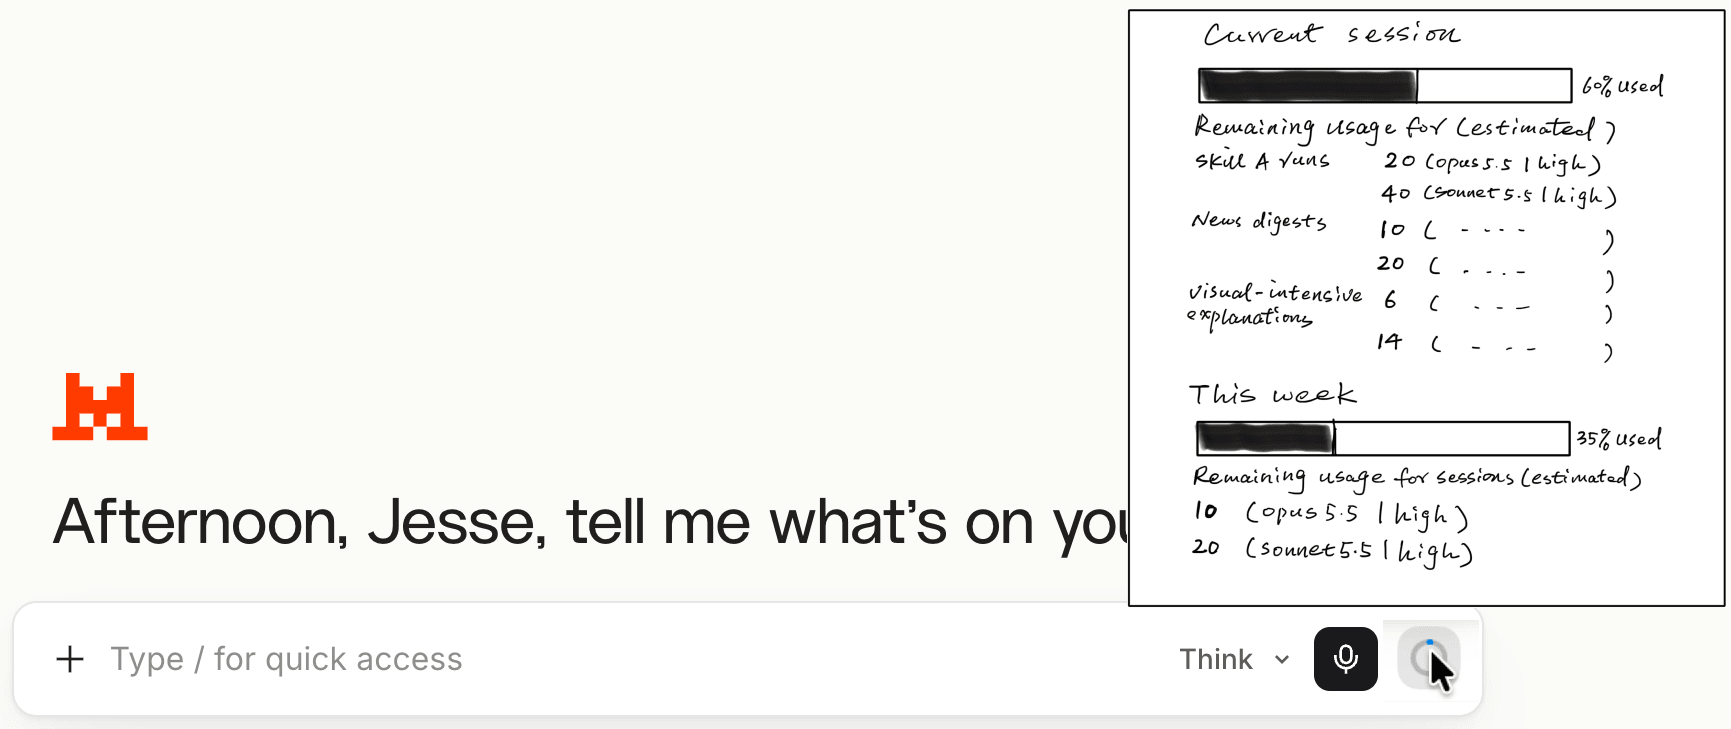 Afternoon, Jesse, tell me what's on you
Type / for quick access
Think
Current session
60% used
Remaining usage for (estimated)
Skill A runs 20 (opus 5.5 | high)
40 (sonnet 5.5 | high)
News digests 10 ( - - - - )
20 ( - - - - )
visual-intensive 6 ( - - - )
explanations
14 ( - - - )
This week
35% used
Remaining usage for sessions (estimated)
10 (opus 5.5 | high)
20 (sonnet 5.5 | high)